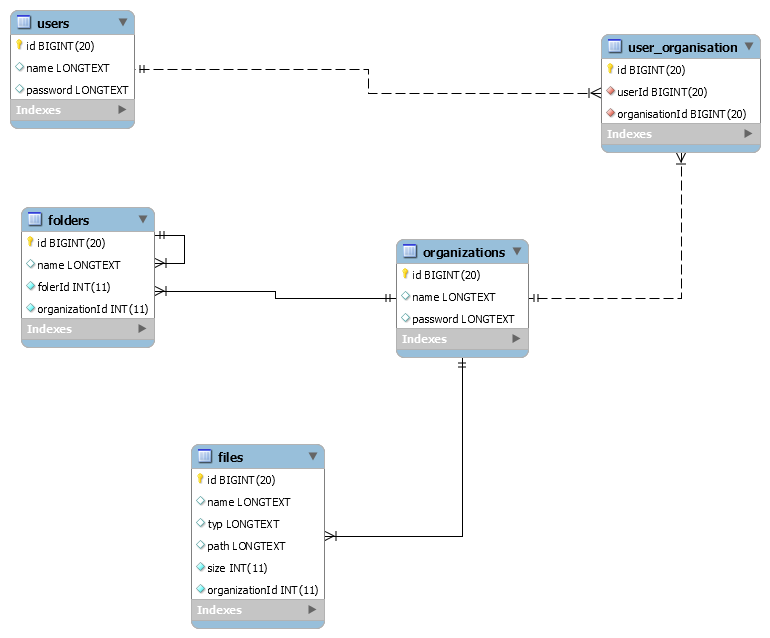 users
id BIGINT(20)
name LONGTEXT
password LONGTEXT
Indexes
user_organisation
id BIGINT(20)
userId BIGINT(20)
organisationId BIGINT(20)
Indexes
folders
id BIGINT(20)
name LONGTEXT
folerId INT(11)
organizationId INT(11)
Indexes
organizations
id BIGINT(20)
name LONGTEXT
password LONGTEXT
Indexes
files
id BIGINT(20)
name LONGTEXT
typ LONGTEXT
path LONGTEXT
size INT(11)
organizationId INT(11)
Indexes